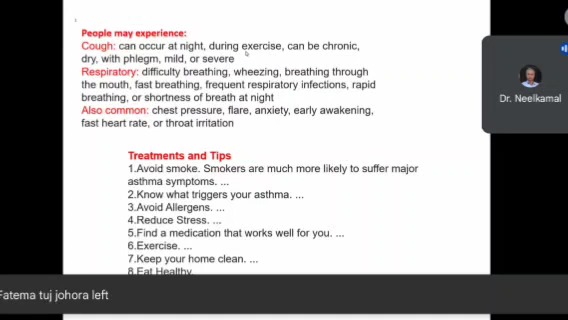 People may experience:
Cough: can occur at night, during exercise, can be chronic,
dry, with phlegm, mild, or severe
Respiratory: difficulty breathing, wheezing, breathing through
the mouth, fast breathing, frequent respiratory infections, rapid
breathing, or shortness of breath at night
Also common: chest pressure, flare, anxiety, early awakening,
fast heart rate, or throat irritation
Treatments and Tips
1.Avoid smoke. Smokers are much more likely to suffer major
asthma symptoms. ...
2.Know what triggers your asthma. ...
3.Avoid Allergens. ...
4.Reduce Stress. ...
5.Find a medication that works well for you. ...
6.Exercise. ...
7.Keep your home clean. ...
8.Eat Healthy.
Dr. Neelkamal
Fatema tuj johora left